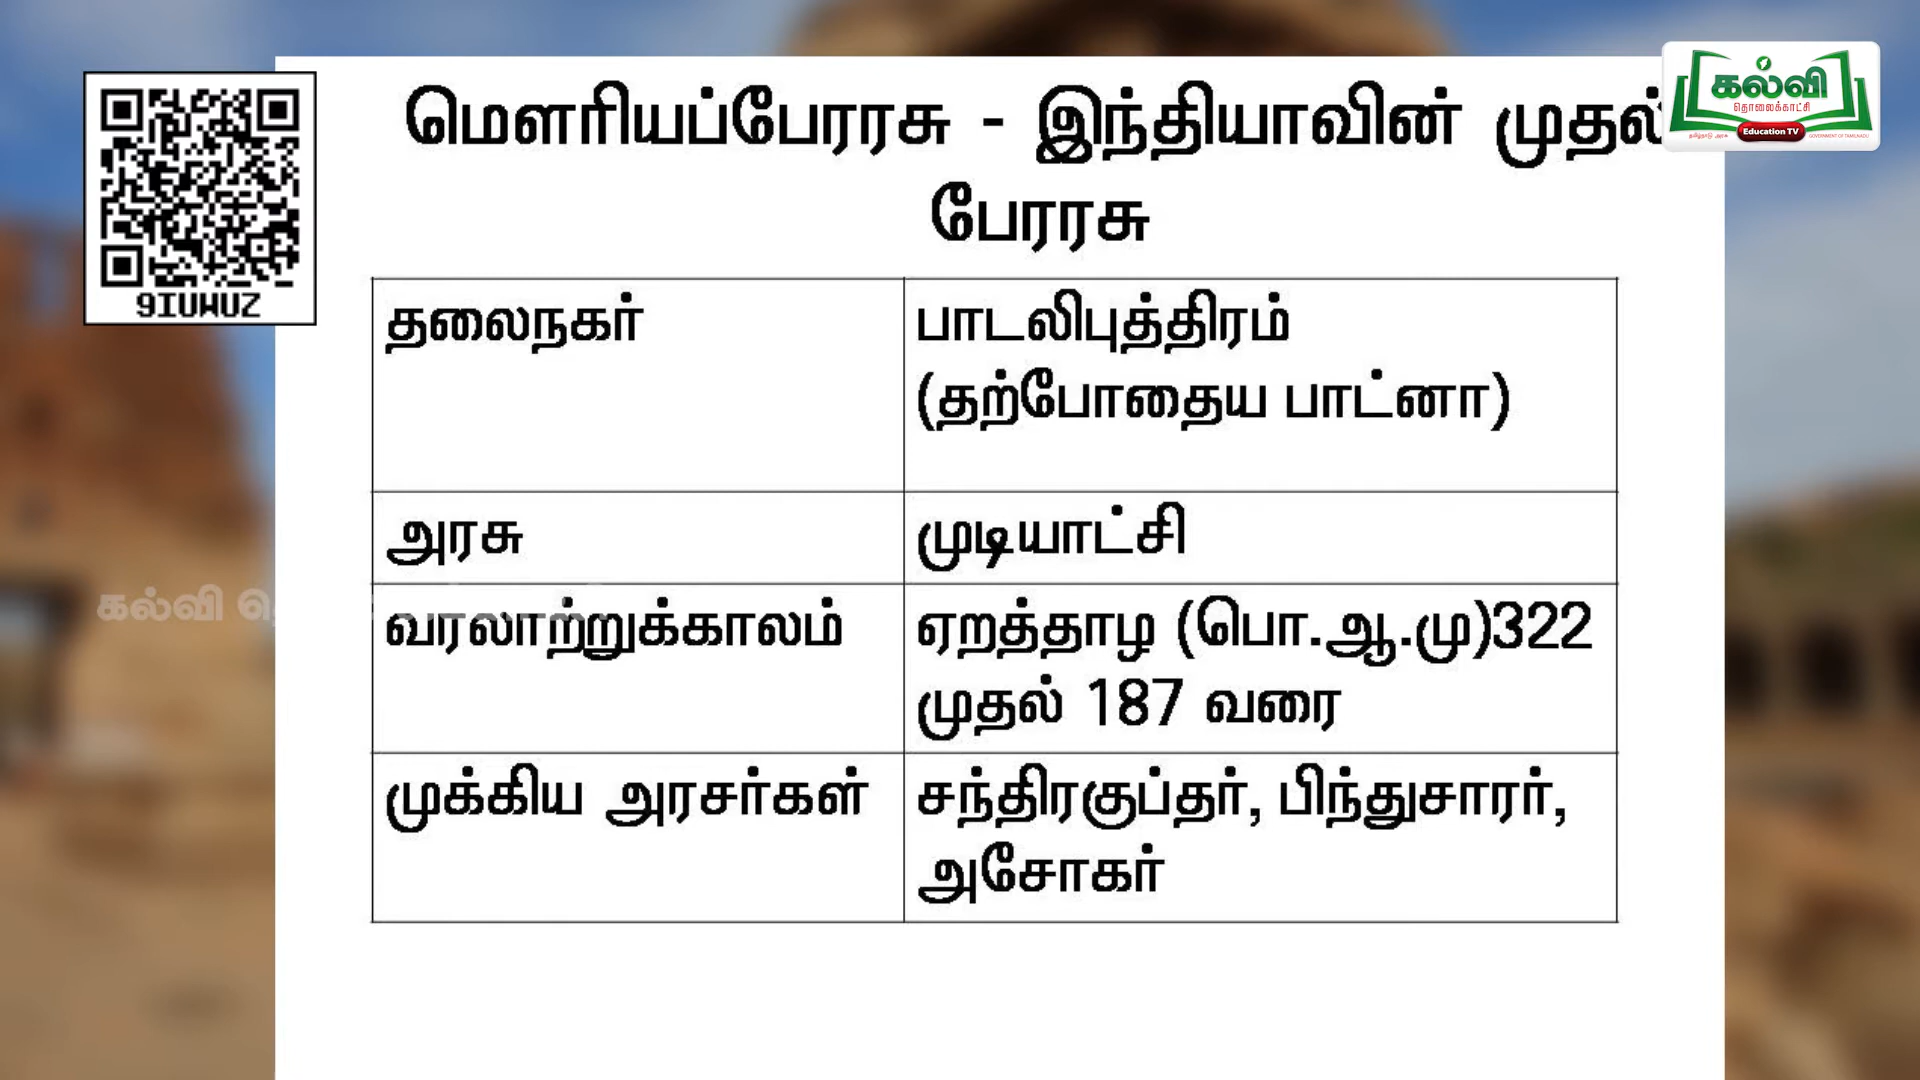 மௌரியப்பேரரசு - இந்தியாவின் முதல்
பேரரசு
கல்வி
தொலைக்காட்சி
Education TV
9IUWUZ
தலைநகர்
பாடலிபுத்திரம்
(தற்போதைய பாட்னா)
அரசு
முடியாட்சி
கல்வி
வரலாற்றுக்காலம்
ஏறத்தாழ (பொ.ஆ.மு)322
முதல் 187 வரை
முக்கிய அரசர்கள்
சந்திரகுப்தர், பிந்துசாரர்,
அசோகர்